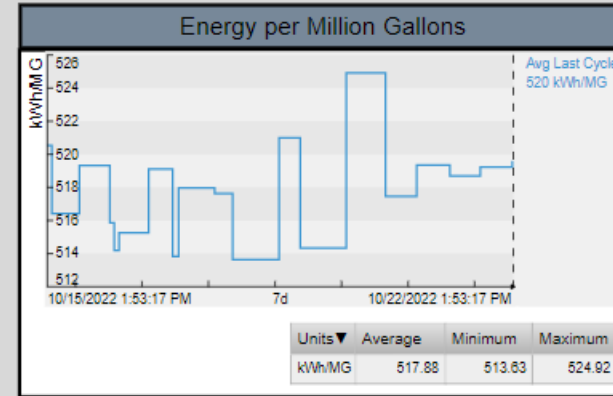 Energy per Million Gallons
kWh/MG
526
524
522
520
518
516
514
512
Avg Last Cycle
520 kWh/MG
10/15/2022 1:53:17 PM 7d 10/22/2022 1:53:17 PM
Units▼ Average Minimum Maximum
kWh/MG 517.88 513.63 524.92